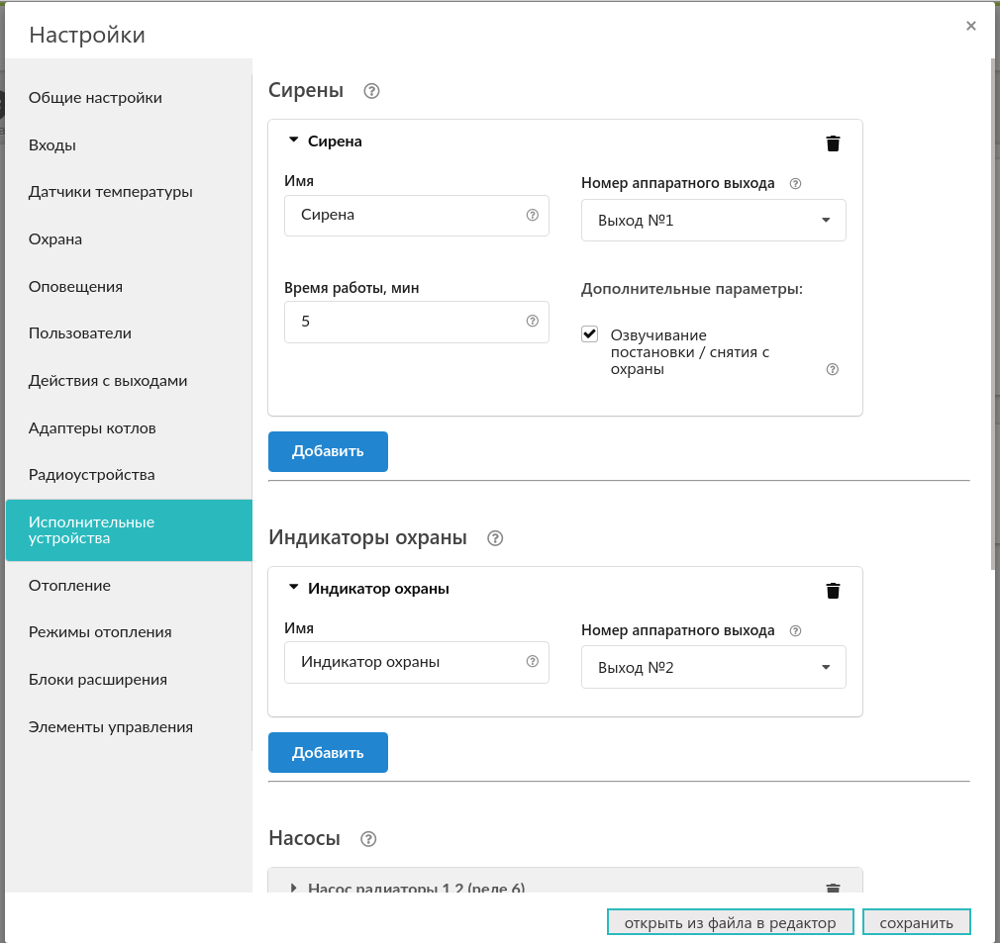 Настройки
×
Общие настройки
Входы
Датчики температуры
Охрана
Оповещения
Пользователи
Действия с выходами
Адаптеры котлов
Радиоустройства
Исполнительные
устройства
Отопление
Режимы отопления
Блоки расширения
Элементы управления
Сирены ?
Сирена
Имя
Сирена ?
Номер аппаратного выхода ?
Выход №1
Время работы, мин
5 ?
Дополнительные параметры:
Озвучивание
постановки / снятия с
охраны ?
Добавить
Индикаторы охраны ?
Индикатор охраны
Имя
Индикатор охраны ?
Номер аппаратного выхода ?
Выход №2
Добавить
Насосы ?
Насос радиаторы 1,2 (реле 6)
открыть из файла в редактор
сохранить